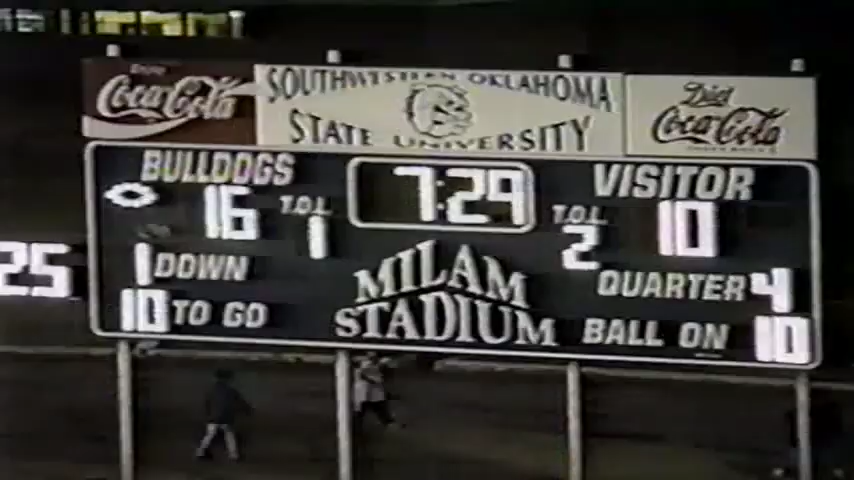 Enjoy
Coca-Cola
SOUTHWESTERN OKLAHOMA
STATE UNIVERSITY
Diet
Coca-Cola
BULLDOGS
7:29
VISITOR
16
T.O.L.
1
T.O.L.
2
10
25
1 DOWN
MILAM
STADIUM
QUARTER 4
10 TO GO
BALL ON 10